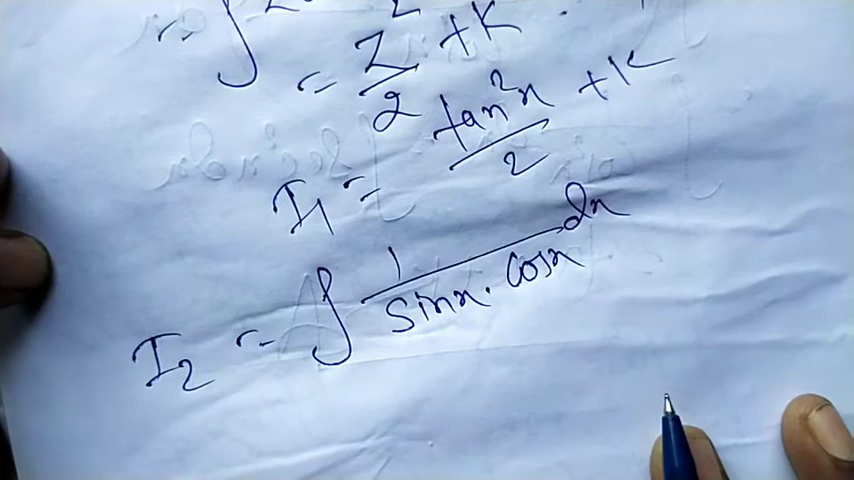 = z/2 + K.
I₁ = tan²x/2 + K
I₂ = ∫ 1/(sinx. cosx) dx